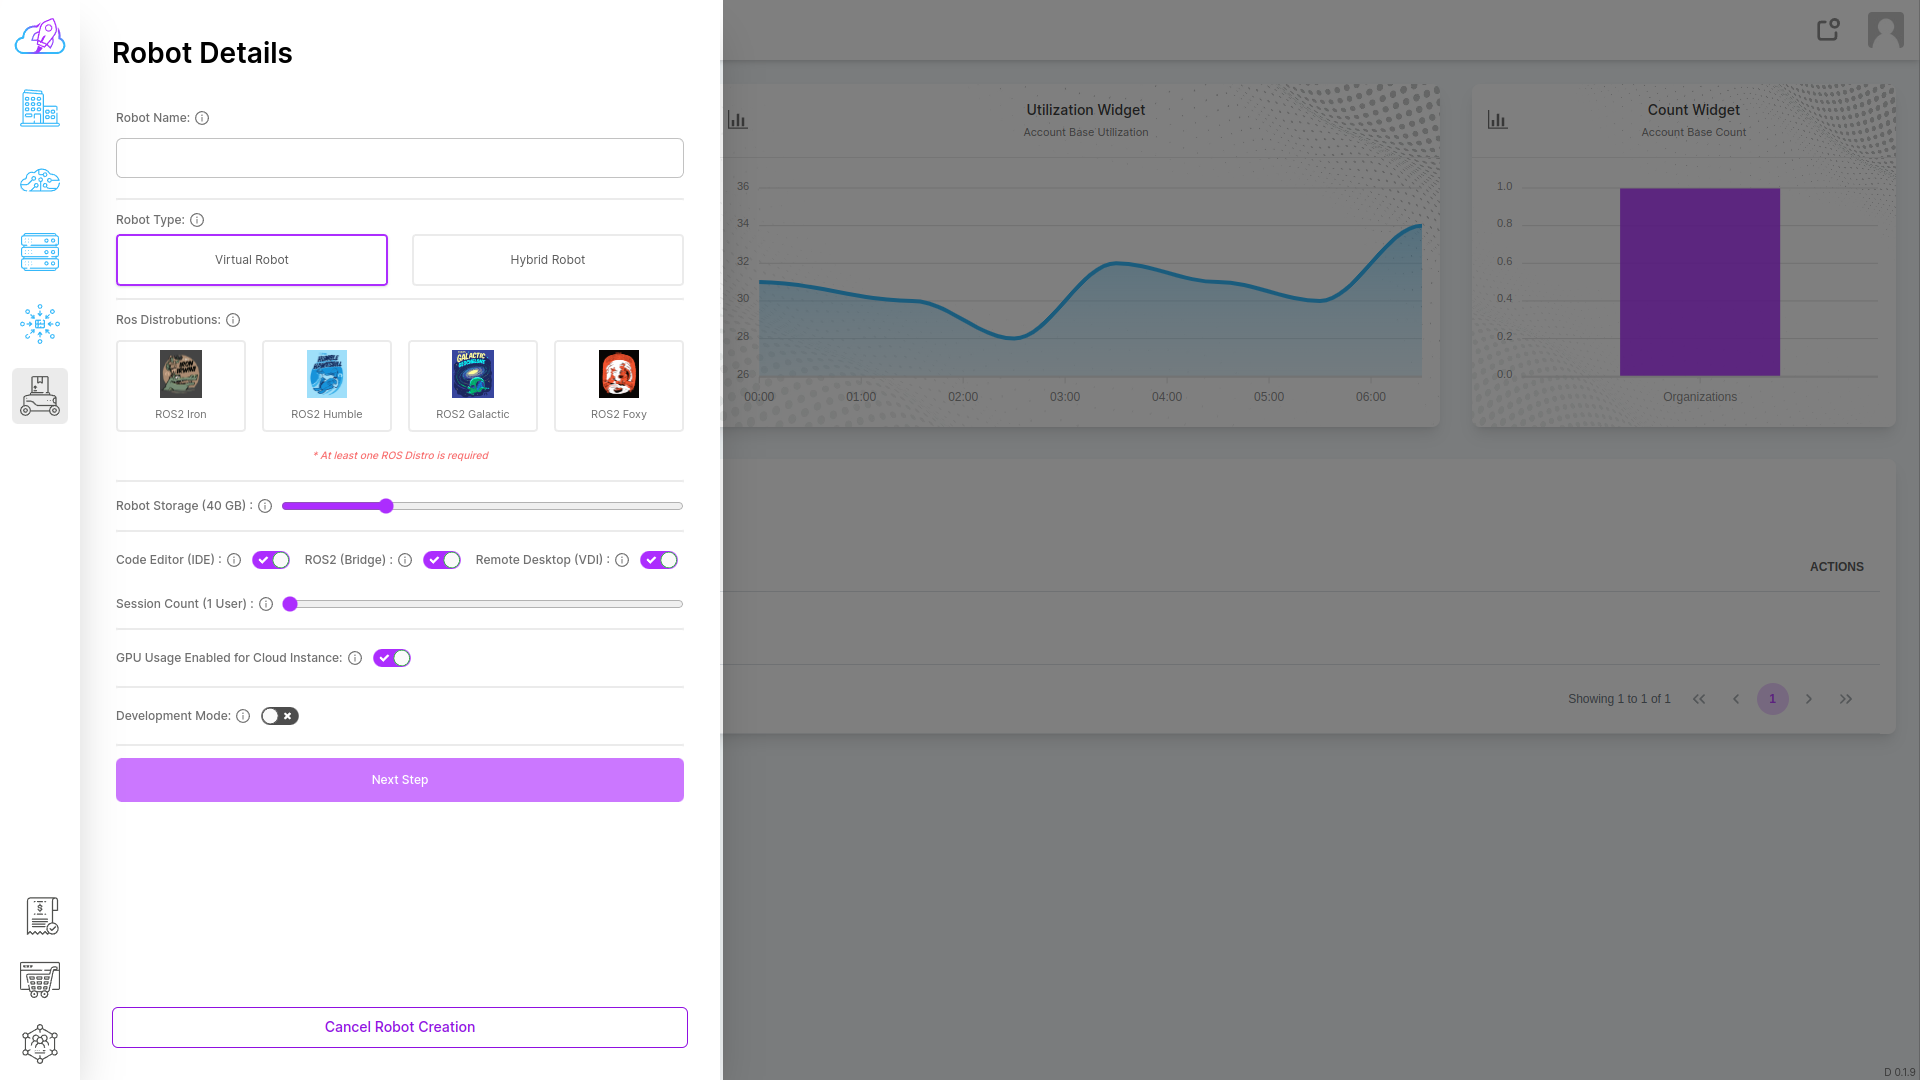 Robot Details
Robot Name:
Robot Type:
Virtual Robot
Hybrid Robot
Ros Distrobutions:
ROS2 Iron
ROS2 Humble
ROS2 Galactic
ROS2 Foxy
* At least one ROS Distro is required
Robot Storage (40 GB) :
Code Editor (IDE) :
ROS2 (Bridge) :
Remote Desktop (VDI) :
Session Count (1 User) :
GPU Usage Enabled for Cloud Instance:
Development Mode:
Next Step
Cancel Robot Creation
Utilization Widget
Account Base Utilization
36
34
32
30
28
26
00:00
01:00
02:00
03:00
04:00
05:00
06:00
Count Widget
Account Base Count
1.0
0.8
0.6
0.4
0.2
0.0
Organizations
ACTIONS
Showing 1 to 1 of 1
1
D 0.1.9